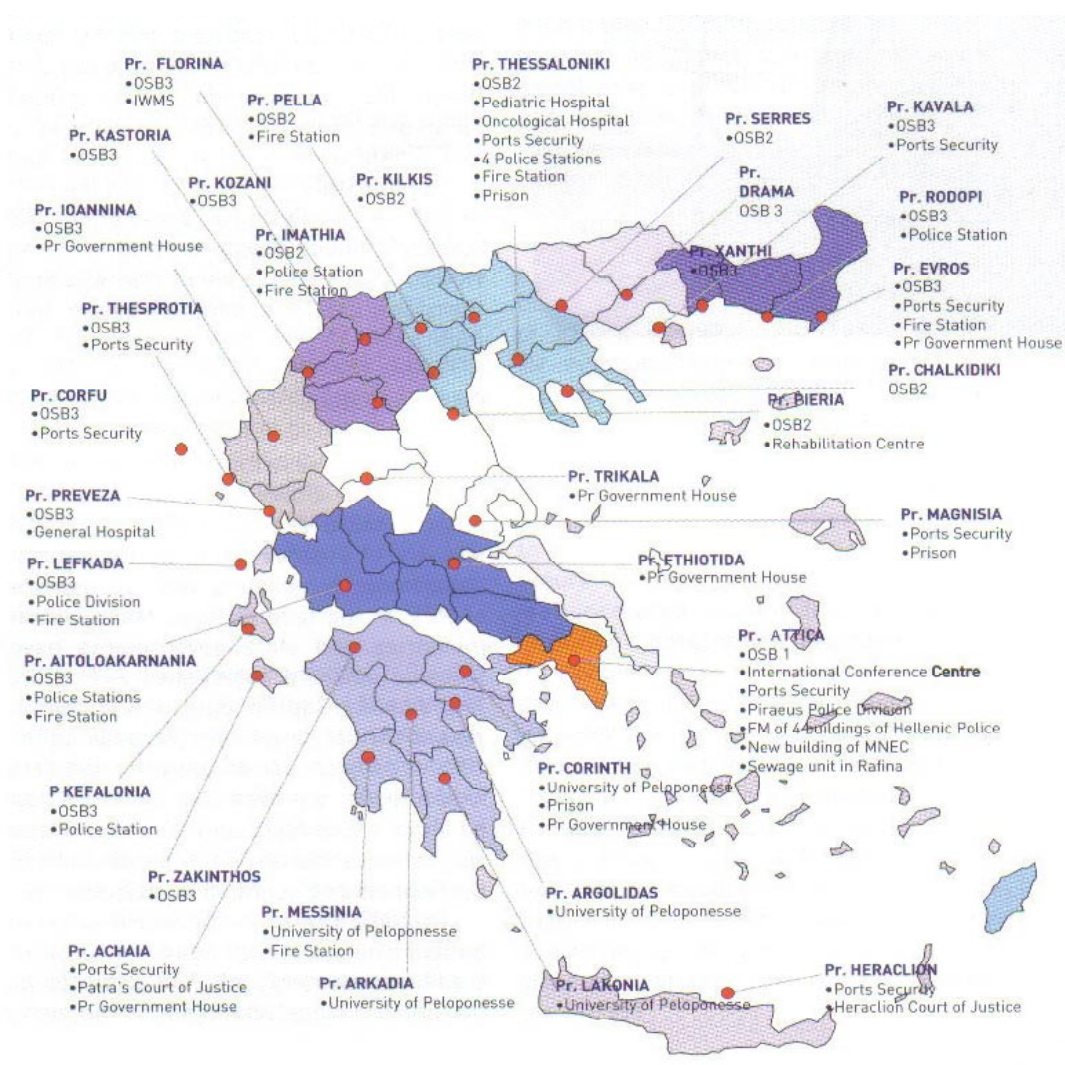 Pr. FLORINA
•OSB3
•IWMS
Pr. PELLA
•OSB2
•Fire Station
Pr. THESSALONIKI
•OSB2
•Pediatric Hospital
•Oncological Hospital
•Ports Security
•4 Police Stations
•Fire Station
•Prison
Pr. SERRES
•OSB2
Pr. KAVALA
•OSB3
•Ports Security
Pr. KASTORIA
•OSB3
Pr. KOZANI
•OSB3
Pr. KILKIS
•OSB2
Pr.
DRAMA
OSB 3
Pr. RODOPI
•OSB3
•Police Station
Pr. IOANNINA
•OSB3
•Pr Government House
Pr. IMATHIA
•OSB2
•Police Station
•Fire Station
Pr. XANTHI
•OSB3
Pr. EVROS
•OSB3
•Ports Security
•Fire Station
•Pr Government House
Pr. THESPROTIA
•OSB3
•Ports Security
Pr. CHALKIDIKI
OSB2
Pr. CORFU
•OSB3
•Ports Security
Pr. PIERIA
•OSB2
•Rehabilitation Centre
Pr. TRIKALA
•Pr Government House
Pr. PREVEZA
•OSB3
•General Hospital
Pr. MAGNISIA
•Ports Security
•Prison
Pr. LEFKADA
•OSB3
•Police Division
•Fire Station
Pr. FTHIOTIDA
•Pr Government House
Pr. ATTICA
•OSB 1
•International Conference Centre
•Ports Security
•Piraeus Police Division
•FM of 4 buildings of Hellenic Police
•New building of MNEC
•Sewage unit in Rafina
Pr. AITOLOAKARNANIA
•OSB3
•Police Stations
•Fire Station
Pr. CORINTH
•University of Peloponesse
•Prison
•Pr Government House
P KEFALONIA
•OSB3
•Police Station
Pr. ZAKINTHOS
•OSB3
Pr. ARGOLIDAS
•University of Peloponesse
Pr. MESSINIA
•University of Peloponesse
•Fire Station
Pr. ACHAIA
•Ports Security
•Patra's Court of Justice
•Pr Government House
Pr. ARKADIA
•University of Peloponesse
Pr. LAKONIA
•University of Peloponesse
Pr. HERACLION
•Ports Security
•Heraclion Court of Justice